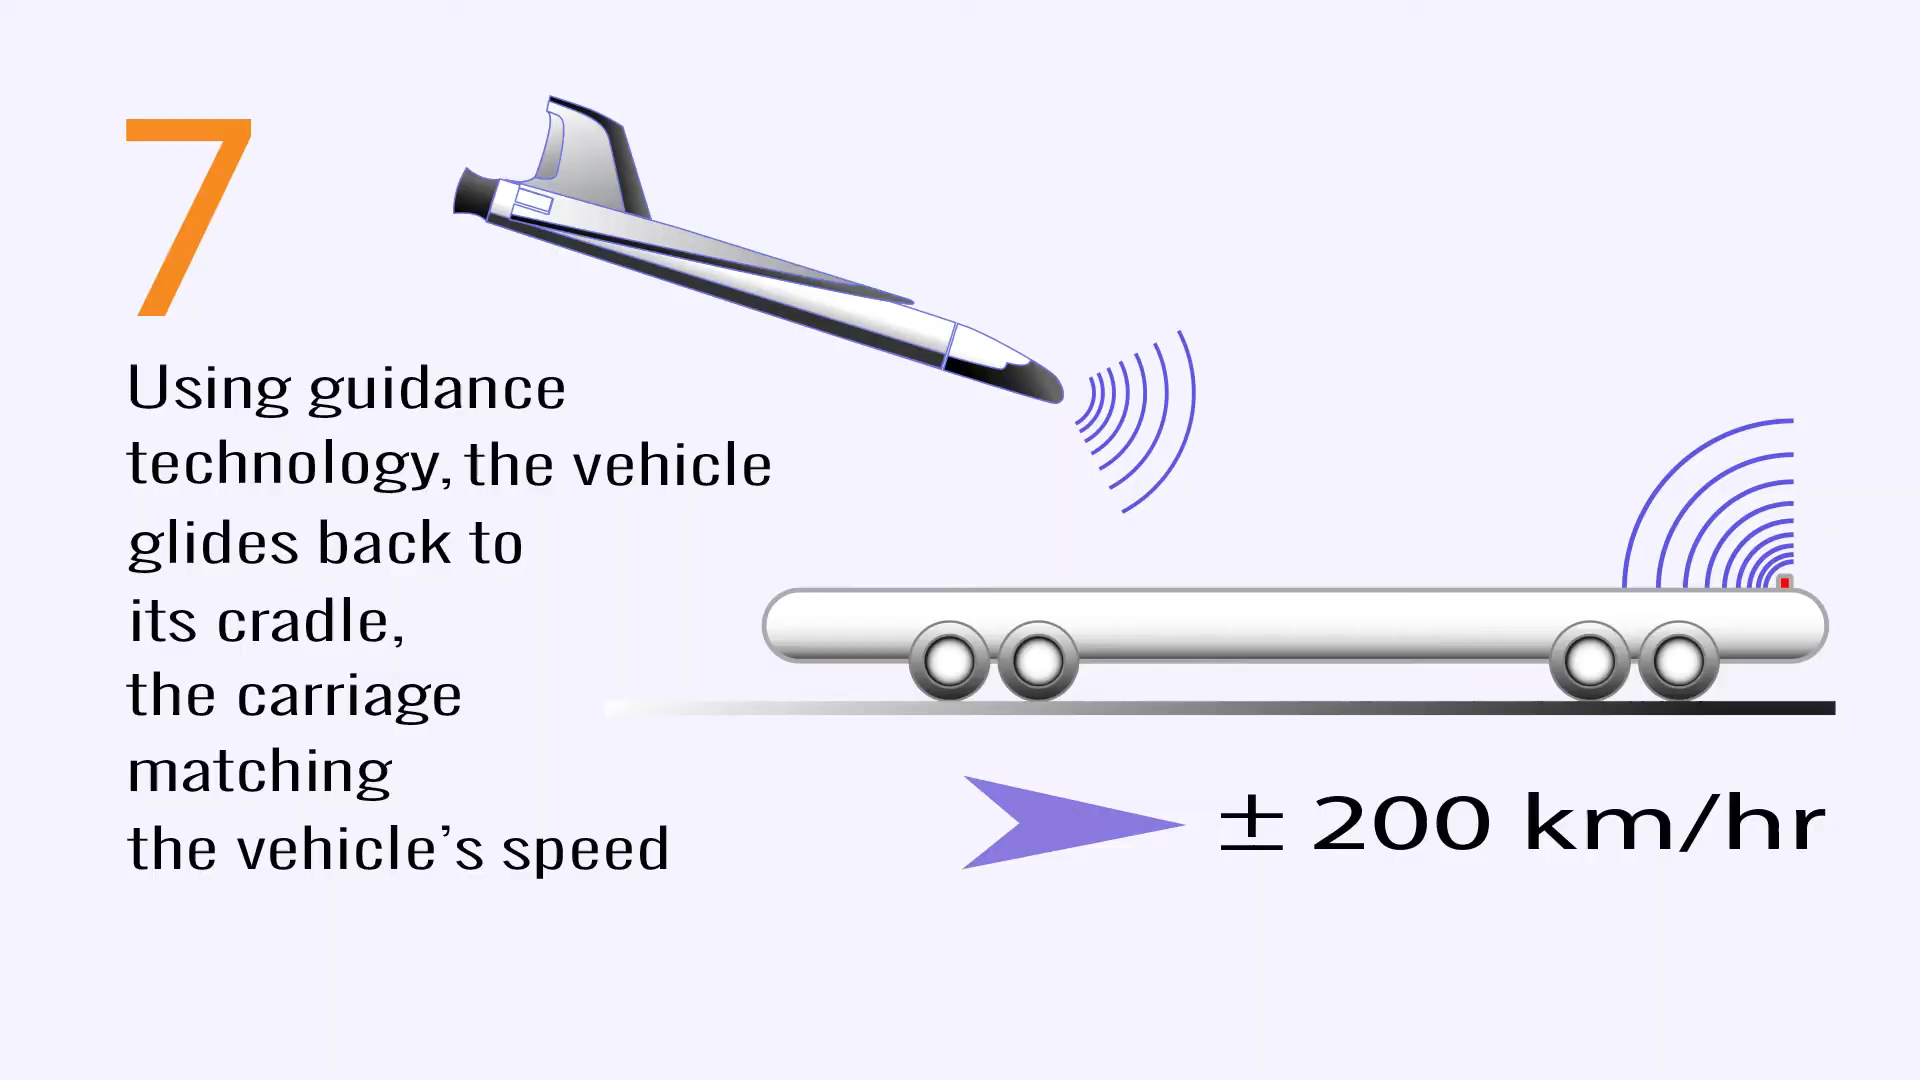 7
Using guidance
technology, the vehicle
glides back to
its cradle,
the carriage
matching
the vehicle’s speed
± 200 km/hr